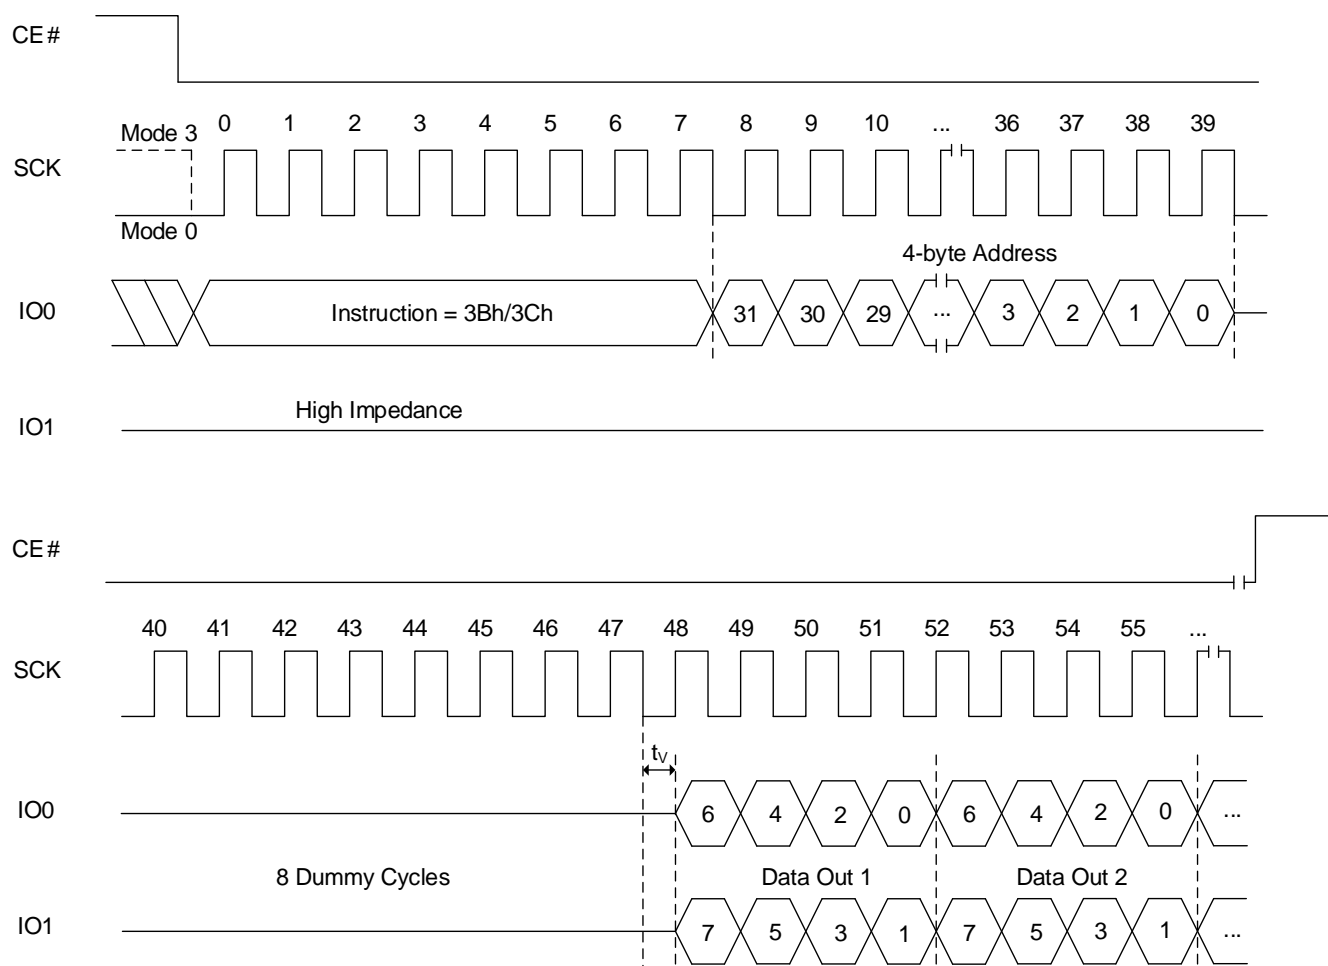 CE#
Mode 3 0 1 2 3 4 5 6 7 8 9 10 ... 36 37 38 39
SCK
Mode 0
4-byte Address
IO0 Instruction = 3Bh/3Ch 31 30 29 ... 3 2 1 0
High Impedance
IO1
CE#
40 41 42 43 44 45 46 47 48 49 50 51 52 53 54 55 ...
SCK
tV
IO0 6 4 2 0 6 4 2 0 ...
8 Dummy Cycles Data Out 1 Data Out 2
IO1 7 5 3 1 7 5 3 1 ...